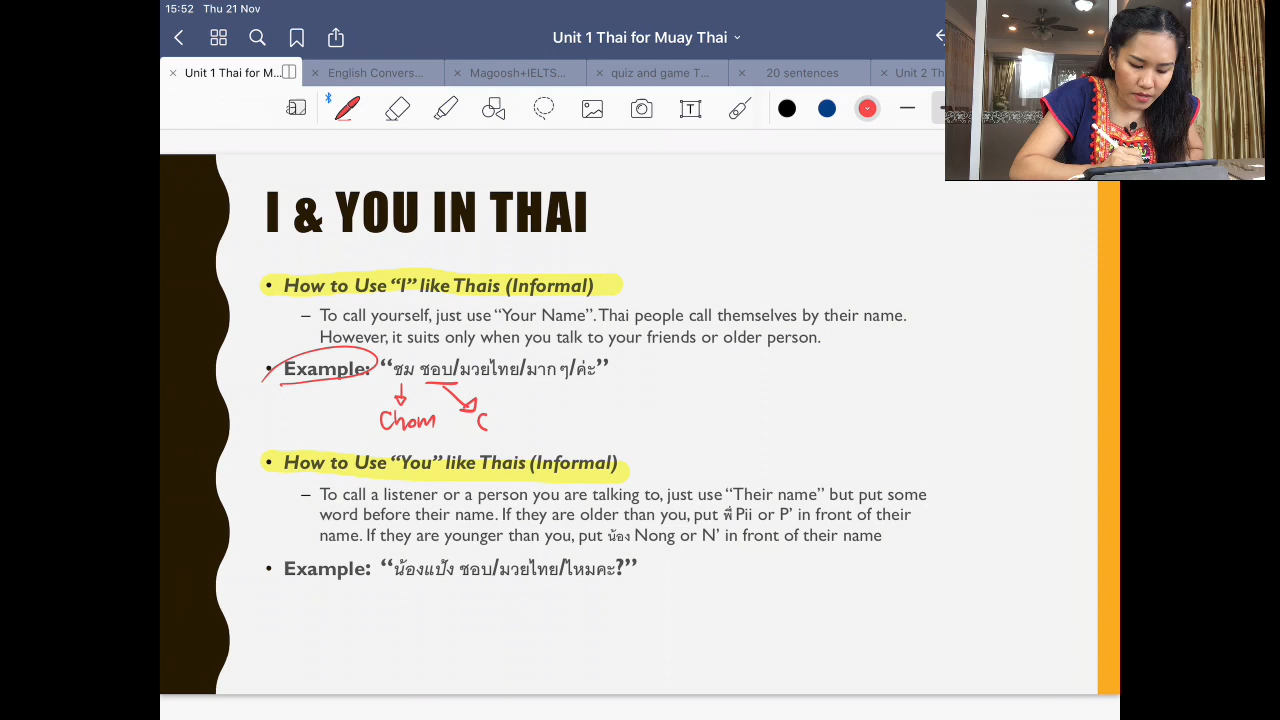 15:52 Thu 21 Nov
Unit 1 Thai for Muay Thai
Unit 1 Thai for M...
English Convers...
Magoosh+IELTS...
quiz and game T...
20 sentences
Unit 2 Th
I & YOU IN THAI
• How to Use “I” like Thais (Informal)
– To call yourself, just use “Your Name”. Thai people call themselves by their name.
However, it suits only when you talk to your friends or older person.
• Example: “ชม ชอบ/มวยไทย/มาก ๆ/ค่ะ”
Chom C
• How to Use “You” like Thais (Informal)
– To call a listener or a person you are talking to, just use “Their name” but put some
word before their name. If they are older than you, put พี่ Pii or P’ in front of their
name. If they are younger than you, put น้อง Nong or N’ in front of their name
• Example: “น้องแป้ง ชอบ/มวยไทย/ไหมคะ?”